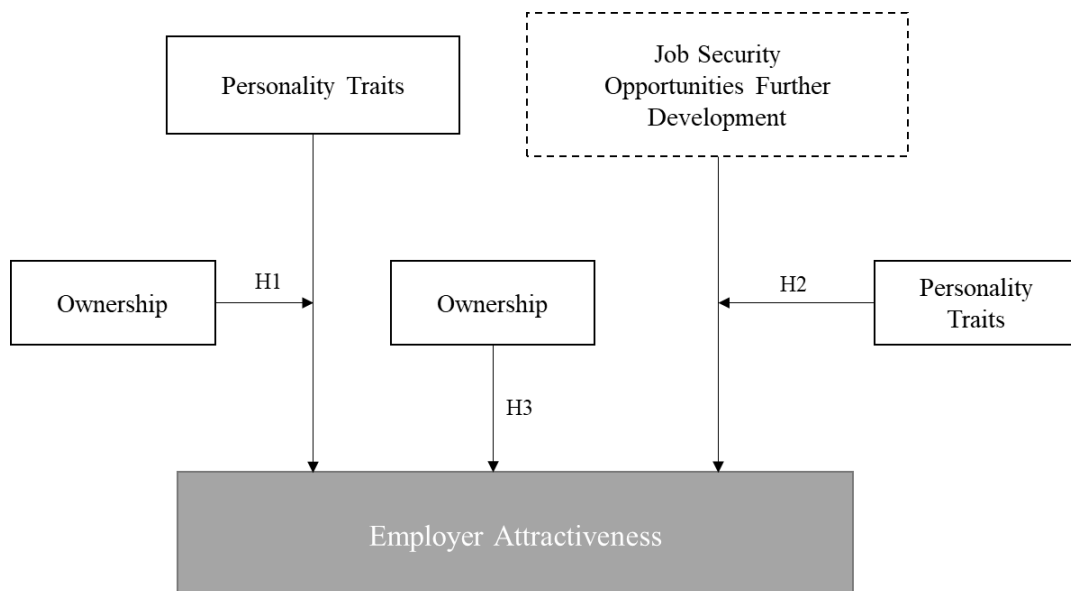 Personality Traits
Job Security
Opportunities Further
Development
H1
H2
Ownership
Ownership
Personality
Traits
H3
Employer Attractiveness